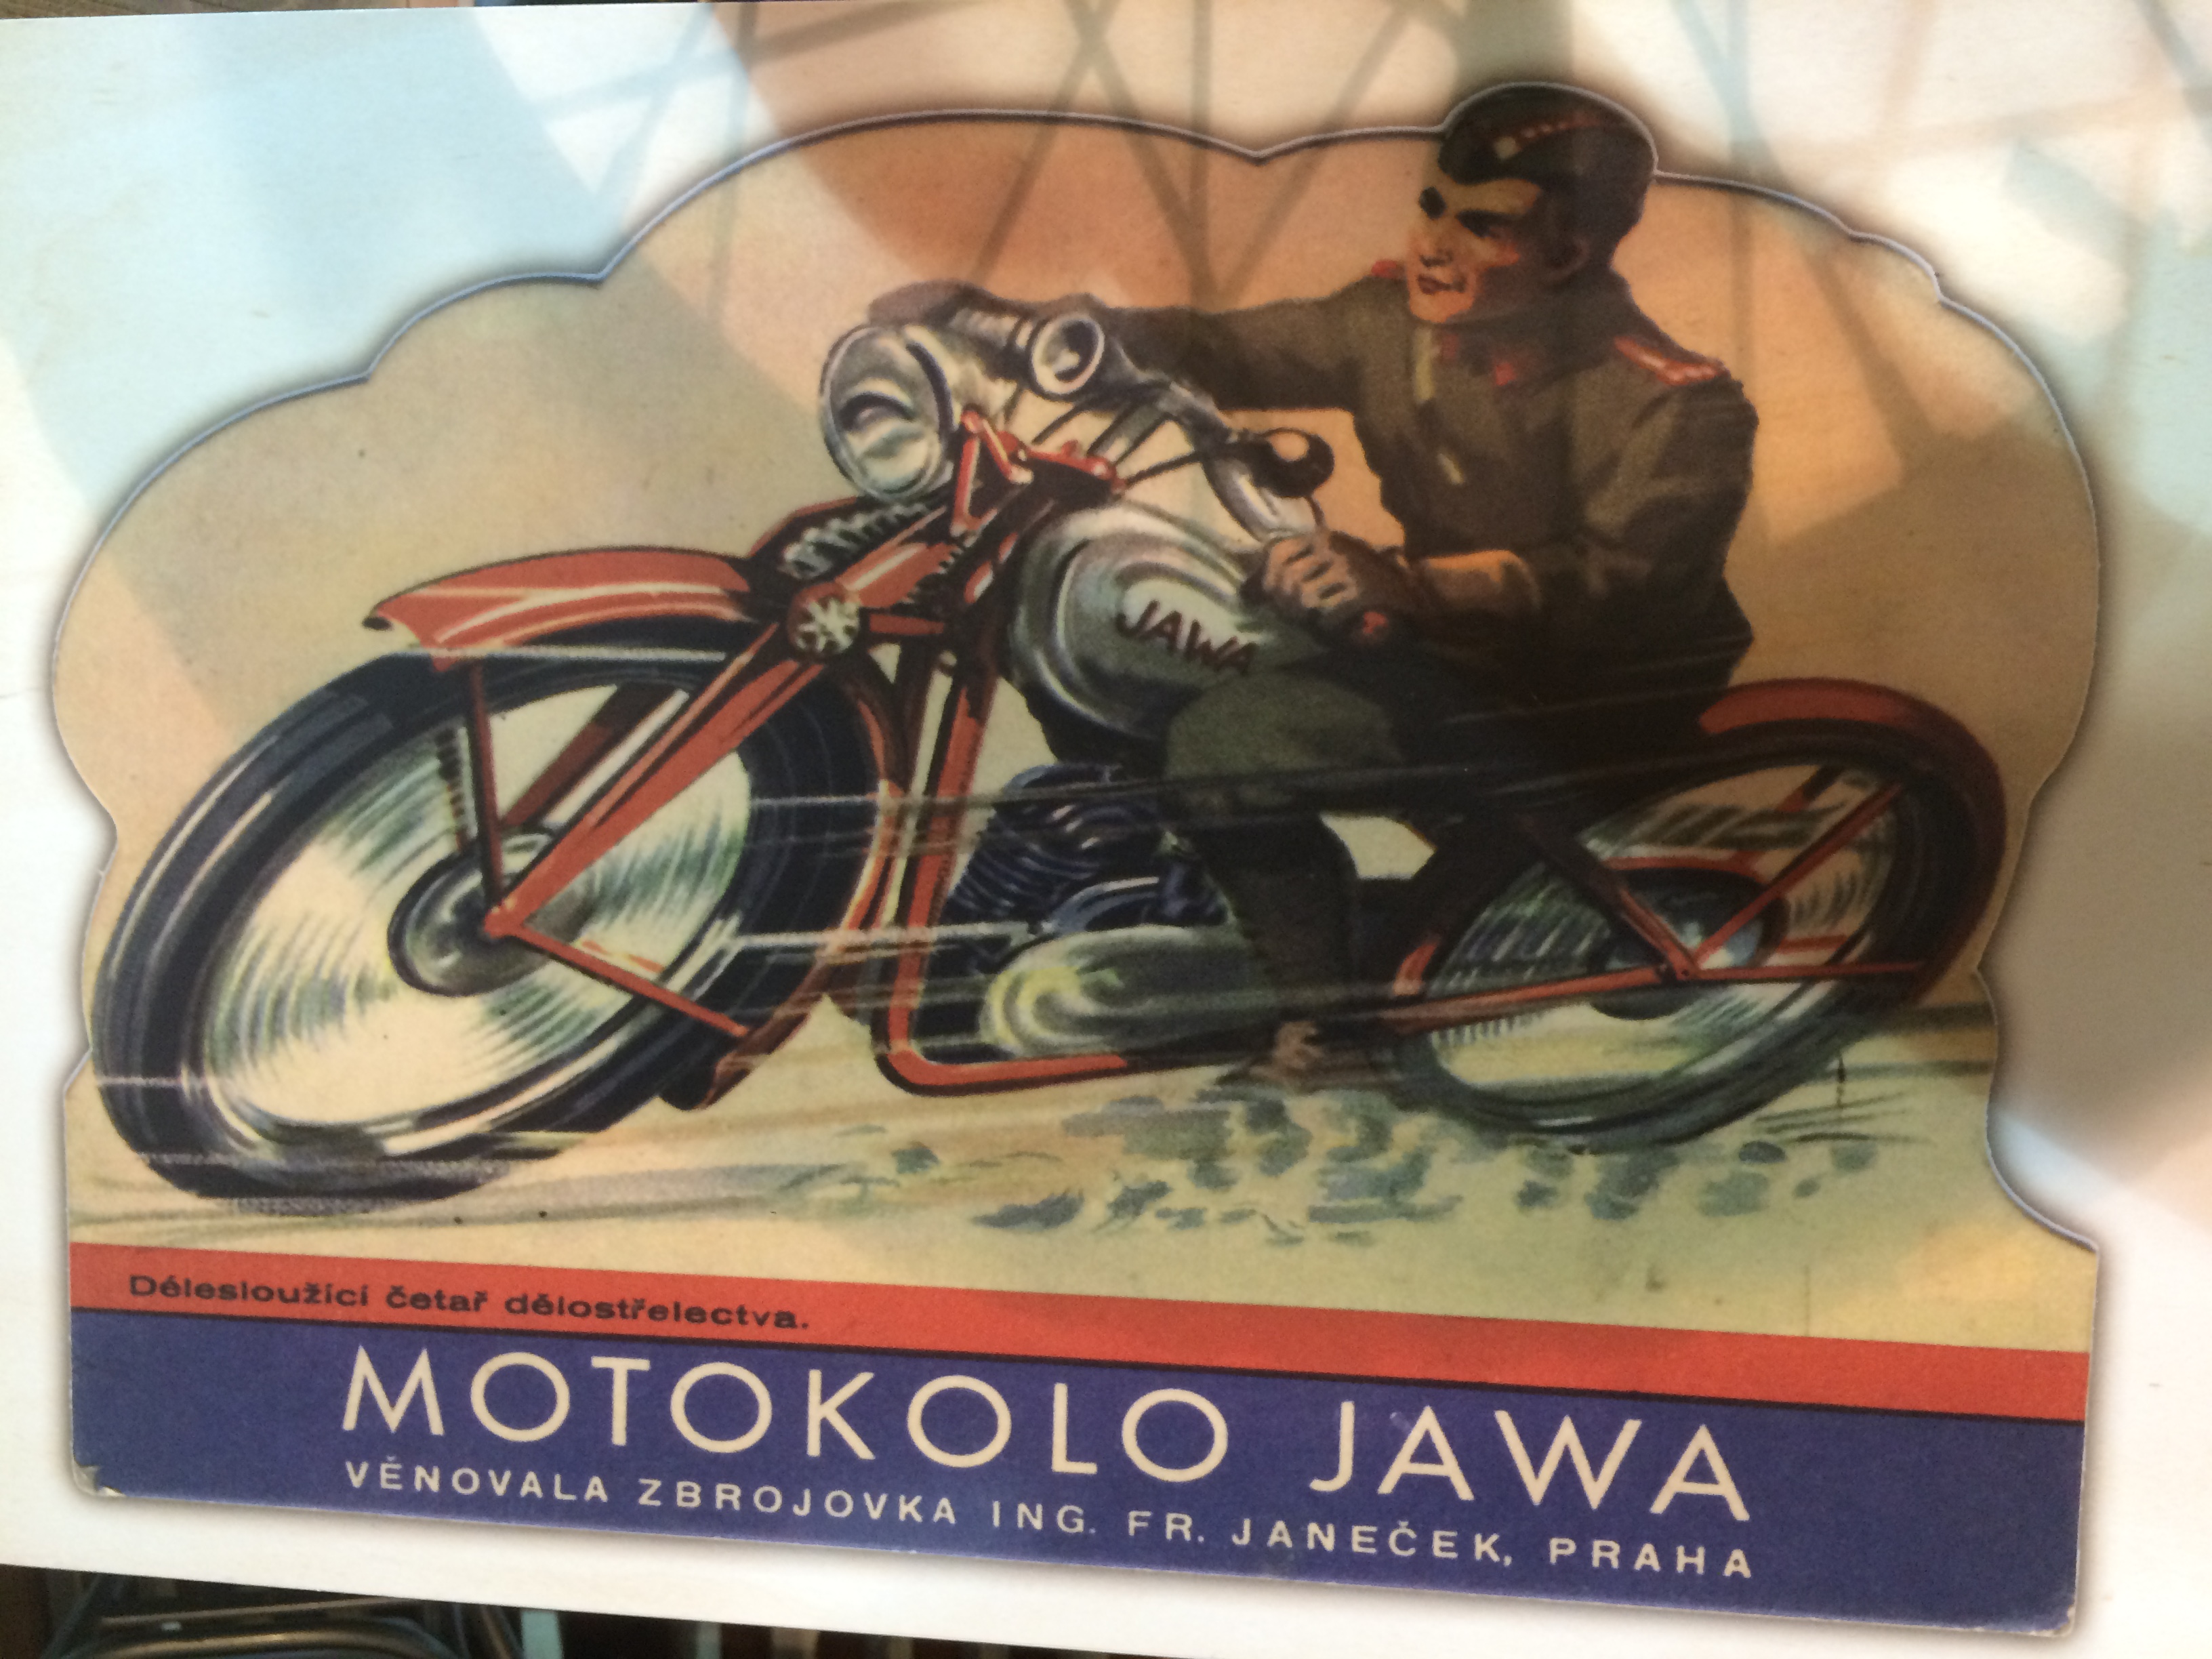 JAWA
Délesloužící četař dělostřelectva.
MOTOKOLO JAWA
VĚNOVALA ZBROJOVKA ING. FR. JANEČEK, PRAHA